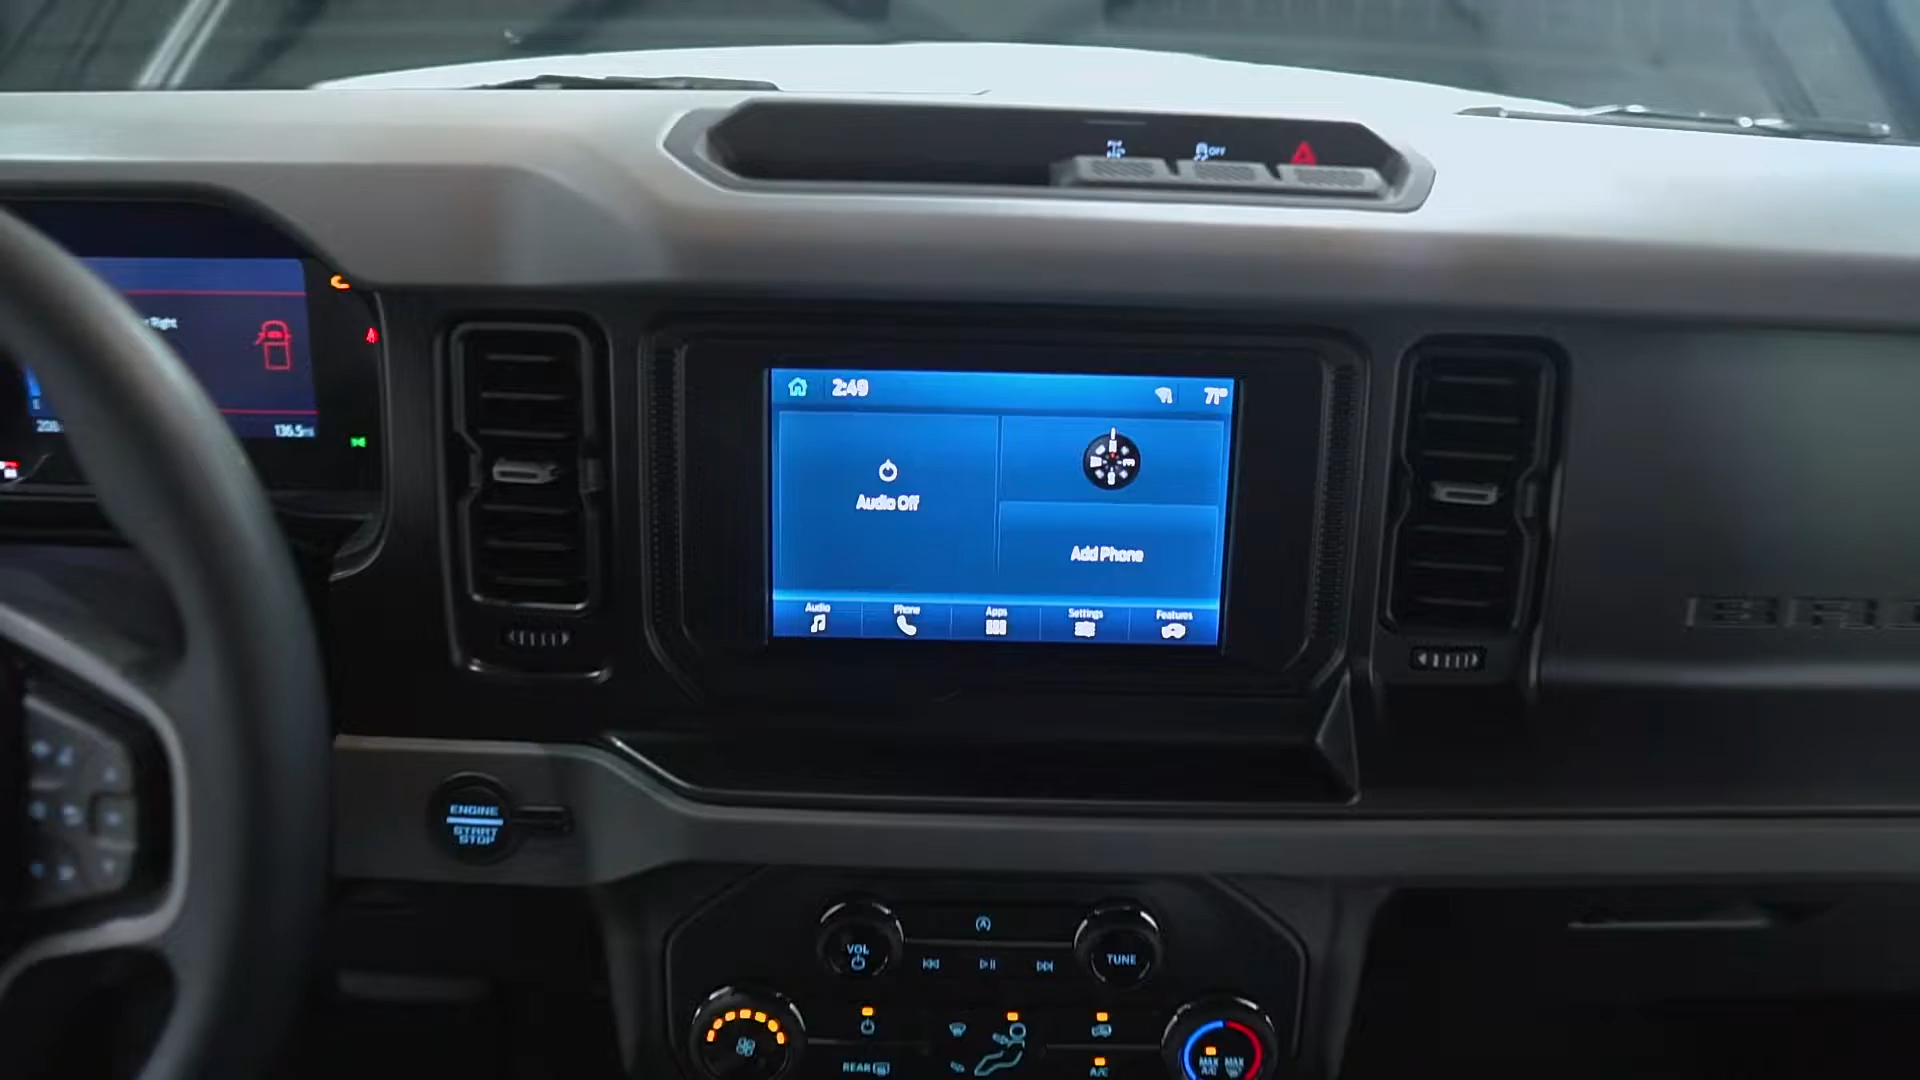 OFF
2:49
71°
Right
Audio Off
N
E
S
Add Phone
136.5mi
Audio
Phone
Apps
Settings
Features
ENGINE
START
STOP
VOL
TUNE
REAR
A/C
MAX
A/C
MAX